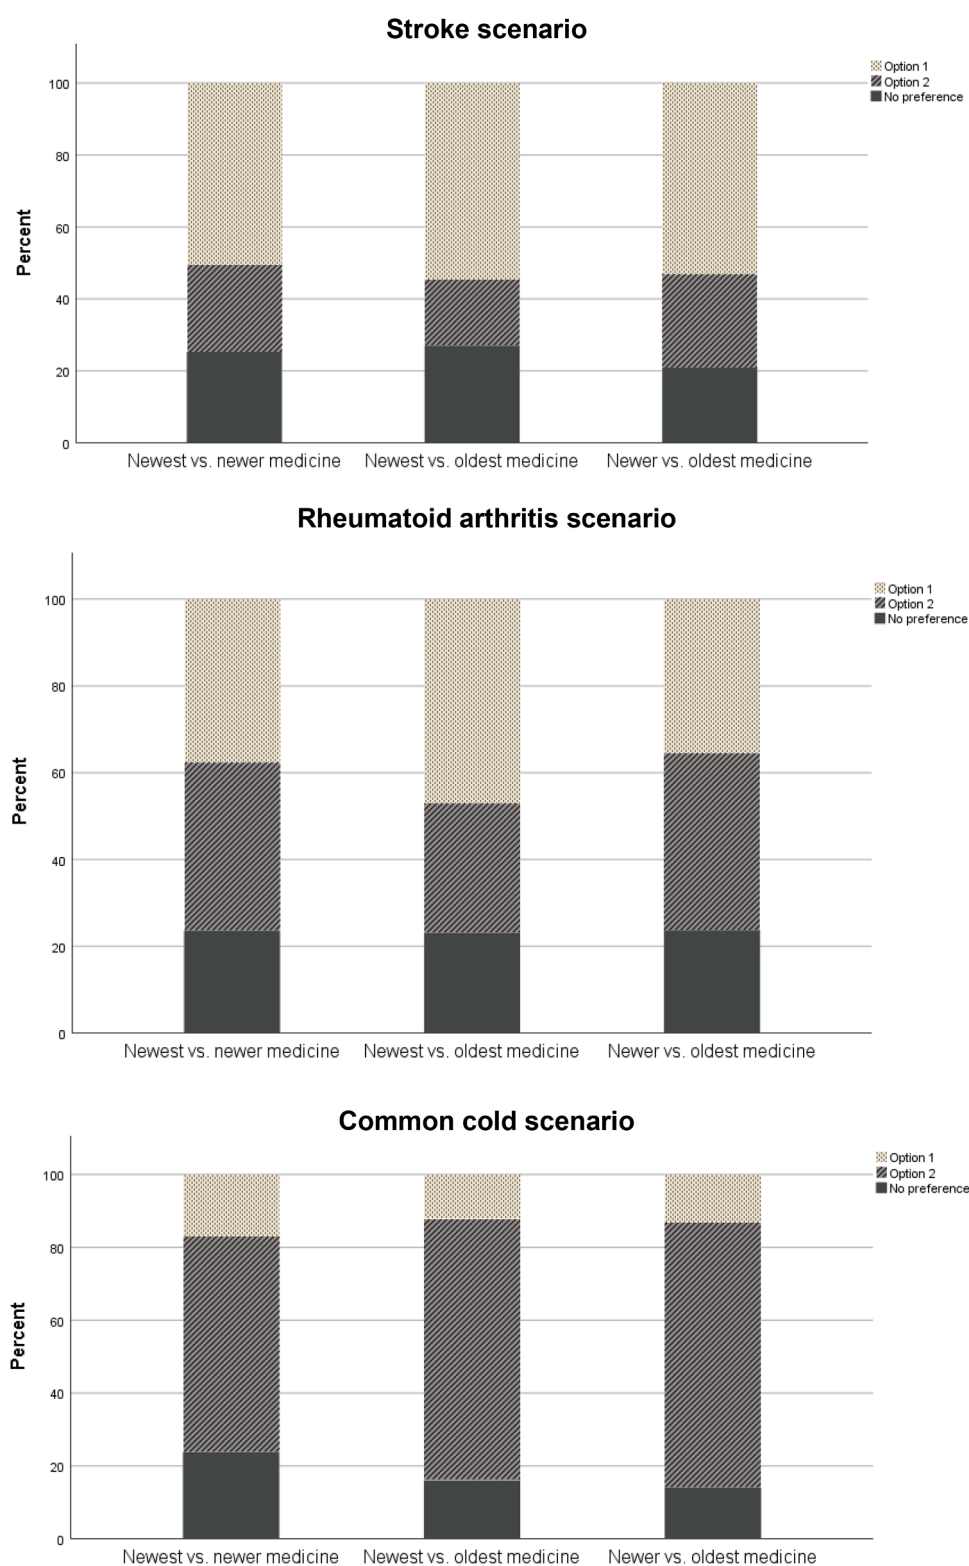 Stroke scenario
Option 1
Option 2
No preference
Percent
100
80
60
40
20
0
Newest vs. newer medicine
Newest vs. oldest medicine
Newer vs. oldest medicine
Rheumatoid arthritis scenario
Option 1
Option 2
No preference
Percent
100
80
60
40
20
0
Newest vs. newer medicine
Newest vs. oldest medicine
Newer vs. oldest medicine
Common cold scenario
Option 1
Option 2
No preference
Percent
100
80
60
40
20
0
Newest vs. newer medicine
Newest vs. oldest medicine
Newer vs. oldest medicine